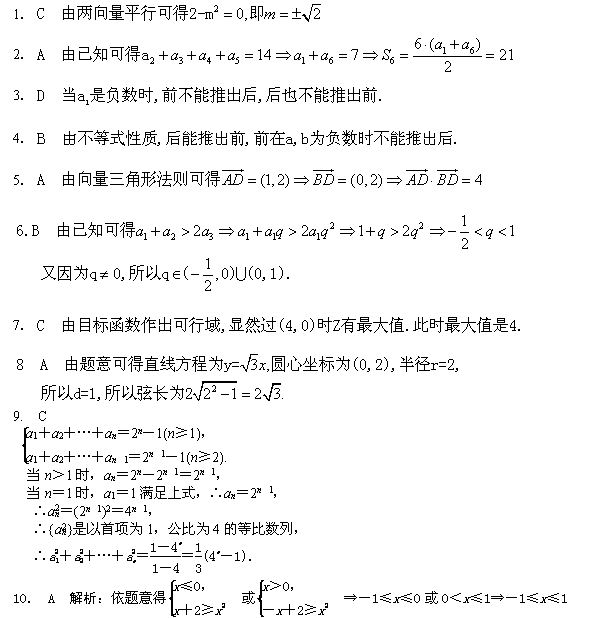 1. C 由两向量平行可得2-m²=0,即m=±√2
2. A 由已知可得a₂+a₃+a₄+a₅=14⇒a₁+a₆=7⇒S₆=6·(a₁+a₆)/2=21
3. D 当a₁是负数时,前不能推出后,后也不能推出前.
4. B 由不等式性质,后能推出前,前在a,b为负数时不能推出后.
5. A 由向量三角形法则可得AD→=(1,2)⇒BD→=(0,2)⇒AD→·BD→=4
6.B 由已知可得a₁+a₂>2a₃⇒a₁+a₁q>2a₁q²⇒1+q>2q²⇒-1/2<q<1
又因为q≠0,所以q∈(-1/2,0)∪(0,1).
7. C 由目标函数作出可行域,显然过(4,0)时Z有最大值.此时最大值是4.
8 A 由题意可得直线方程为y=√3x,圆心坐标为(0,2),半径r=2,
所以d=1,所以弦长为2√(2²-1)=2√3.
9. C
{a₁+a₂+…+aₙ=2ⁿ-1(n≥1),
a₁+a₂+…+aₙ ₁=2ⁿ ¹-1(n≥2).
当n>1时, aₙ=2ⁿ-2ⁿ ¹=2ⁿ ¹,
当n=1时, a₁=1满足上式,∴aₙ=2ⁿ ¹,
∴aₙ²=(2ⁿ ¹)²=4ⁿ ¹,
∴{aₙ²}是以首项为1,公比为4的等比数列,
∴a₁²+a₂²+…+aₙ²=(1-4ⁿ)/(1-4)=1/3(4ⁿ-1).
10. A 解析:依题意得{x≤0, x+2≥x² 或{x>0, -x+2≥x² ⇒-1≤x≤0或0<x≤1⇒-1≤x≤1